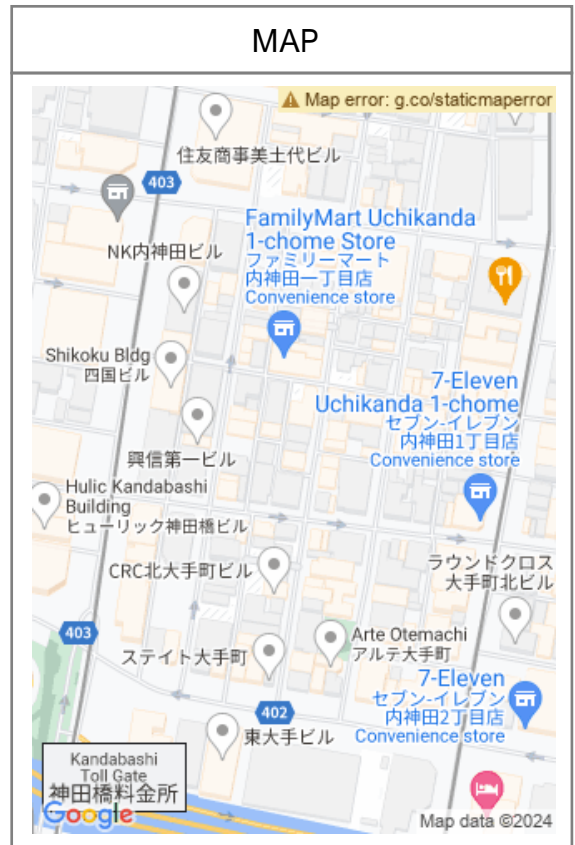 MAP
Map error: g.co/staticmaperror
住友商事美土代ビル
403
FamilyMart Uchikanda
1-chome Store
ファミリーマート
内神田一丁目店
Convenience store
NK内神田ビル
Shikoku Bldg
四国ビル
7-Eleven
Uchikanda 1-chome
セブン-イレブン
内神田1丁目店
Convenience store
興信第一ビル
Hulic Kandabashi
Building
ヒューリック神田橋ビル
CRC北大手町ビル
ラウンドクロス
大手町北ビル
403
Arte Otemachi
アルテ大手町
ステイト大手町
7-Eleven
セブン-イレブン
内神田2丁目店
Convenience store
402
東大手ビル
Kandabashi
Toll Gate
神田橋料金所
Google
Map data ©2024